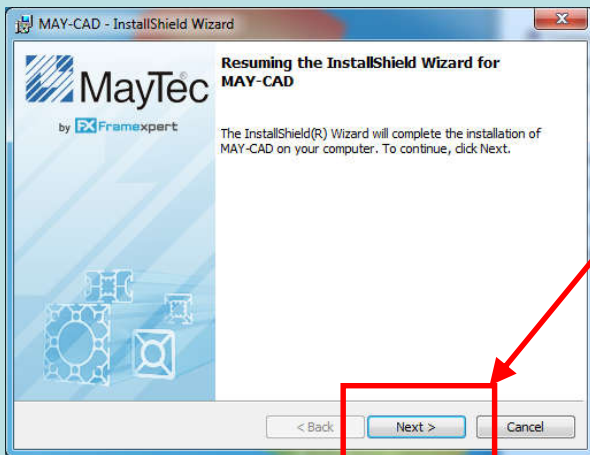 MAY-CAD - InstallShield Wizard
MayTec
by FX Framexpert
Resuming the InstallShield Wizard for
MAY-CAD
The InstallShield(R) Wizard will complete the installation of
MAY-CAD on your computer. To continue, click Next.
< Back
Next >
Cancel